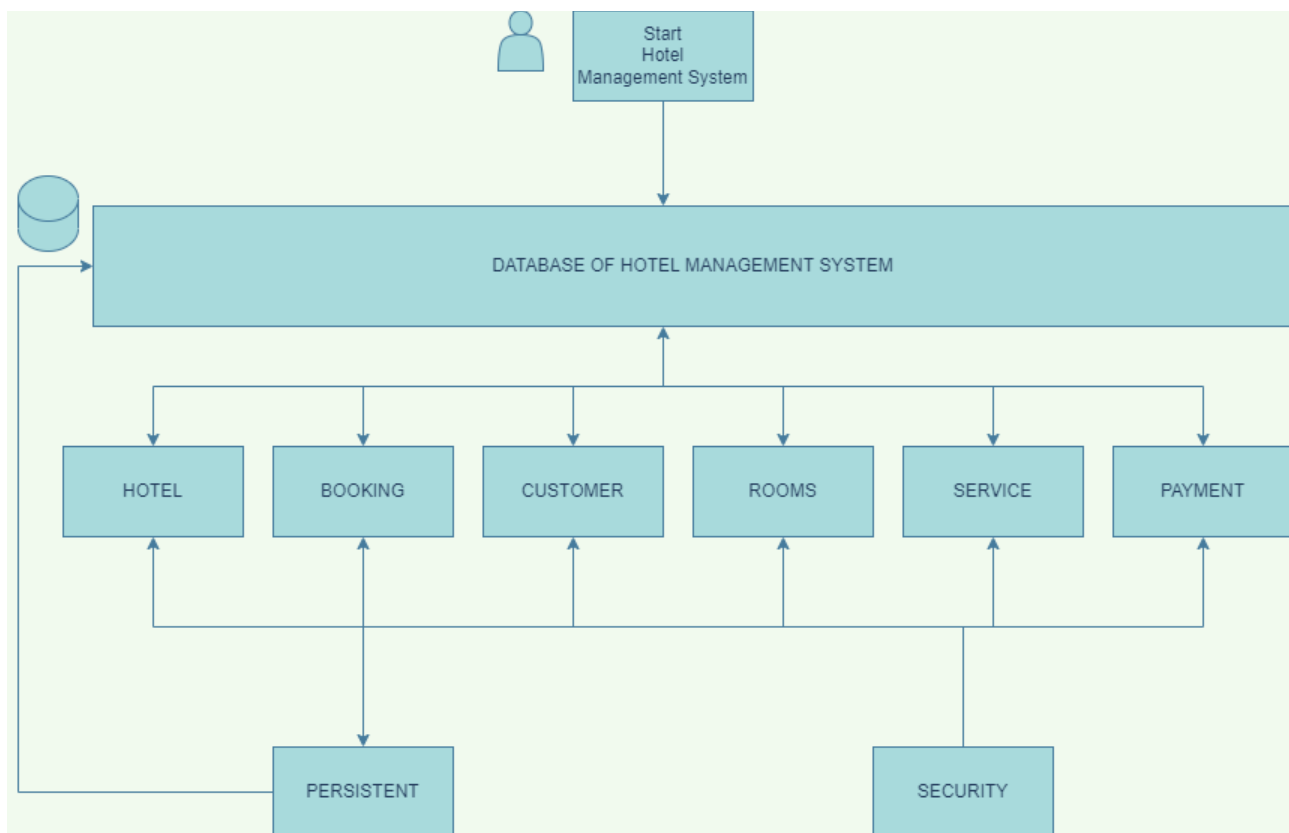 Start
Hotel
Management System
DATABASE OF HOTEL MANAGEMENT SYSTEM
HOTEL
BOOKING
CUSTOMER
ROOMS
SERVICE
PAYMENT
PERSISTENT
SECURITY